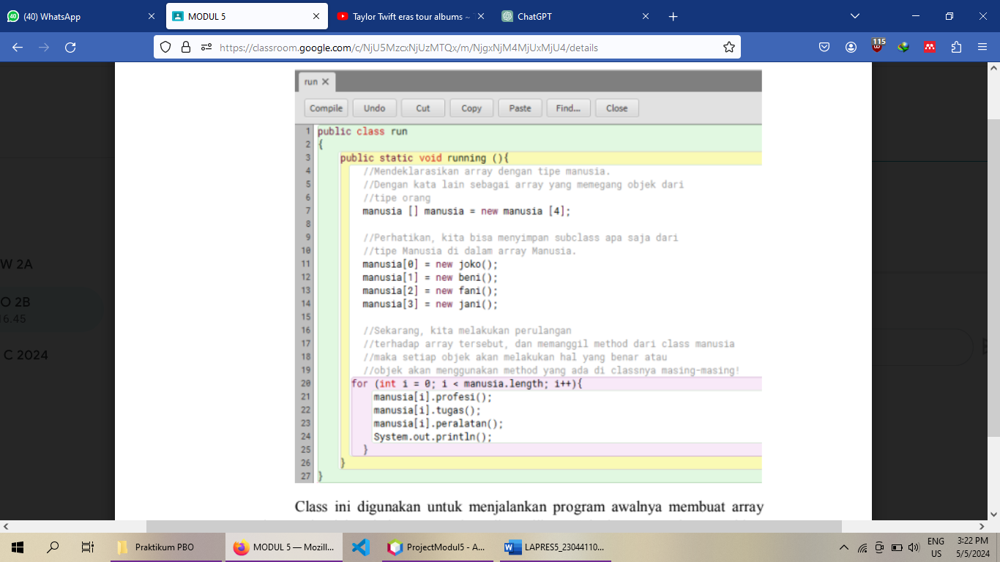 (40) WhatsApp
MODUL 5
Taylor Twift eras tour albums ~
ChatGPT
https://classroom.google.com/c/NjU5MzcxNjUzMTQx/m/NjgxNjM4MjUxMjU4/details
115
run
Compile Undo Cut Copy Paste Find... Close
1 public class run
2 {
3 public static void running (){
4 //Mendeklarasikan array dengan tipe manusia.
5 //Dengan kata lain sebagai array yang memegang objek dari
6 //tipe orang
7 manusia [] manusia = new manusia [4];
8
9 //Perhatikan, kita bisa menyimpan subclass apa saja dari
10 //tipe Manusia di dalam array Manusia.
11 manusia[0] = new joko();
12 manusia[1] = new beni();
13 manusia[2] = new fani();
14 manusia[3] = new jani();
15
16 //Sekarang, kita melakukan perulangan
17 //terhadap array tersebut, dan memanggil method dari class manusia
18 //maka setiap objek akan melakukan hal yang benar atau
19 //objek akan menggunakan method yang ada di classnya masing-masing!
20 for (int i = 0; i < manusia.length; i++){
21 manusia[i].profesi();
22 manusia[i].tugas();
23 manusia[i].peralatan();
24 System.out.println();
25 }
26 }
27 }
Class ini digunakan untuk menjalankan program awalnya membuat array
W 2A
O 2B
16.45
C 2024
Praktikum PBO
MODUL 5 — Mozill...
ProjectModul5 - A...
LAPRES5_23044110...
ENG
US
3:22 PM
5/5/2024